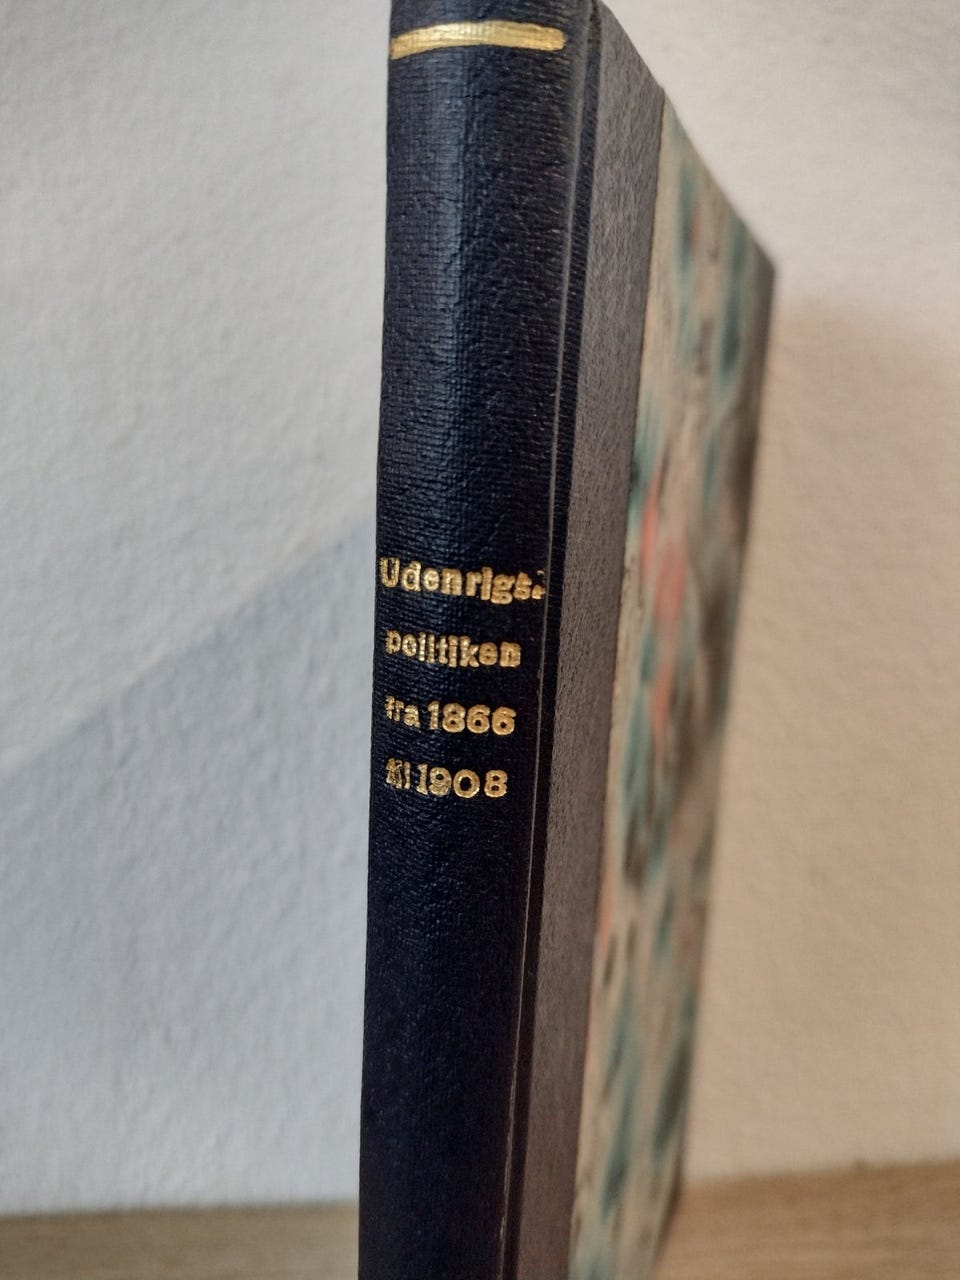 Udenrigs-
politiken
fra 1866
til 1908